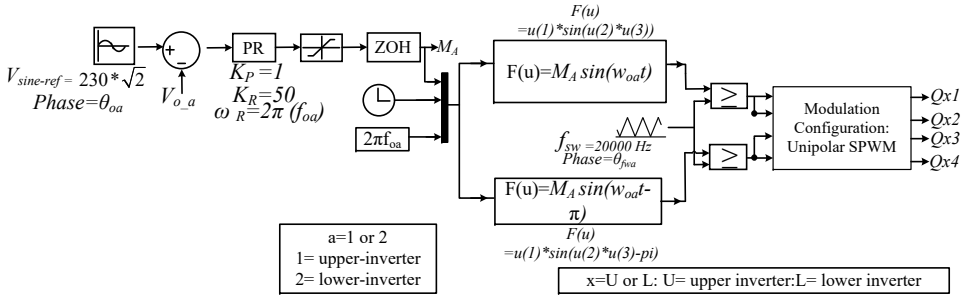 F(u)
=u(1)*sin(u(2)*u(3))
+
−
PR
ZOH
M_A
F(u)=M_A sin(w_oa t)
V_sine-ref = 230*√2
Phase=θ_oa
V_o_a
K_P=1
K_R=50
ω_R=2π (f_oa)
2πf_oa
f_sw=20000 Hz
Phase=θ_fwa
≥
≥
Modulation
Configuration:
Unipolar SPWM
Qx1
Qx2
Qx3
Qx4
F(u)=M_A sin(w_oa t-
π)
F(u)
=u(1)*sin(u(2)*u(3)-pi)
a=1 or 2
1= upper-inverter
2= lower-inverter
x=U or L: U= upper inverter:L= lower inverter